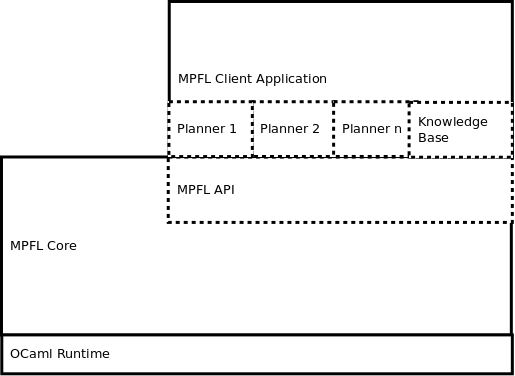 MPFL Client Application
Planner 1
Planner 2
Planner n
Knowledge
Base
MPFL API
MPFL Core
OCaml Runtime